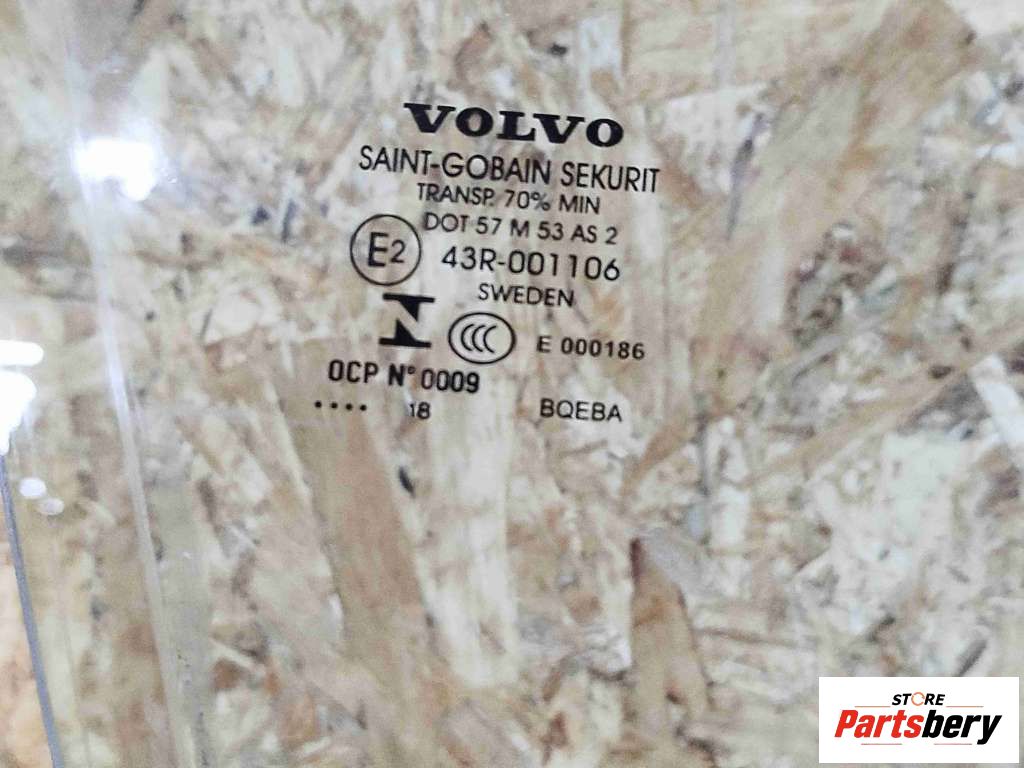 VOLVO
SAINT-GOBAIN SEKURIT
TRANSP. 70% MIN
DOT 57 M 53 AS 2
E2 43R-001106
SWEDEN
CCC E 000186
OCP N° 0009
•••• 18 BQEBA
STORE
Partsbery